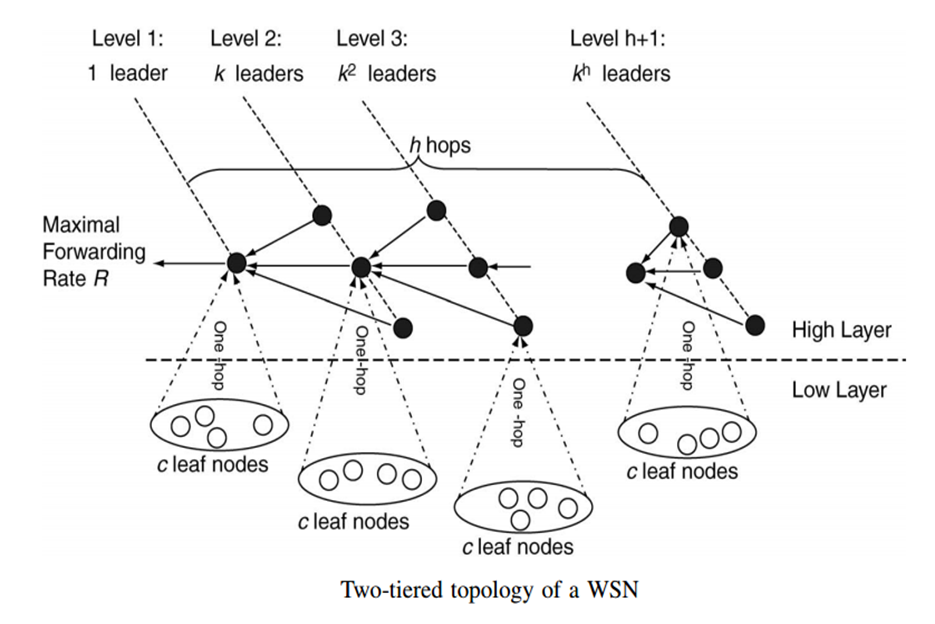 Level 1:
Level 2:
Level 3:
Level h+1:
1 leader
k leaders
k² leaders
kʰ leaders
h hops
Maximal
Forwarding
Rate R
One -hop
One -hop
One -hop
One -hop
High Layer
Low Layer
c leaf nodes
c leaf nodes
c leaf nodes
c leaf nodes
Two-tiered topology of a WSN